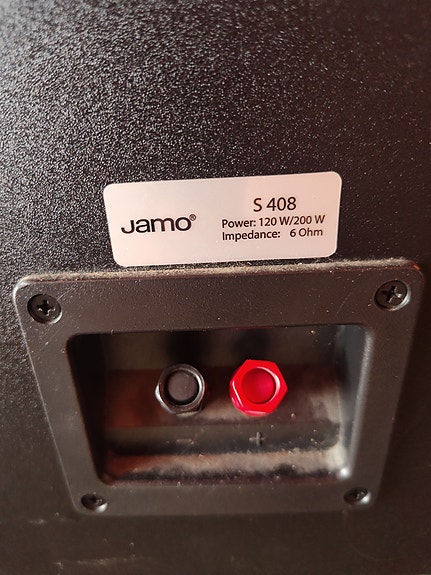 Jamo®
S 408
Power: 120 W/200 W
Impedance: 6 Ohm
- +